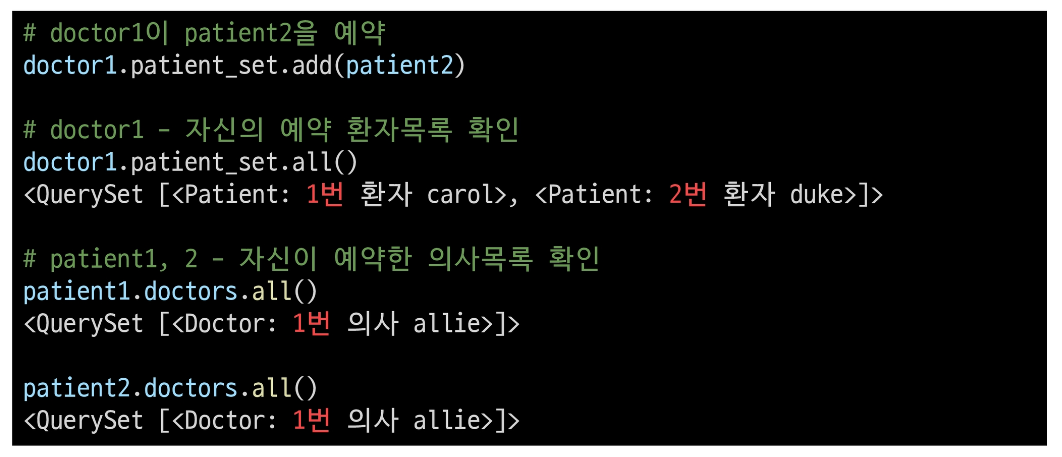 # doctor1이 patient2을 예약
doctor1.patient_set.add(patient2)
# doctor1 - 자신의 예약 환자목록 확인
doctor1.patient_set.all()
<QuerySet [<Patient: 1번 환자 carol>, <Patient: 2번 환자 duke>]>
# patient1, 2 - 자신이 예약한 의사목록 확인
patient1.doctors.all()
<QuerySet [<Doctor: 1번 의사 allie>]>
patient2.doctors.all()
<QuerySet [<Doctor: 1번 의사 allie>]>